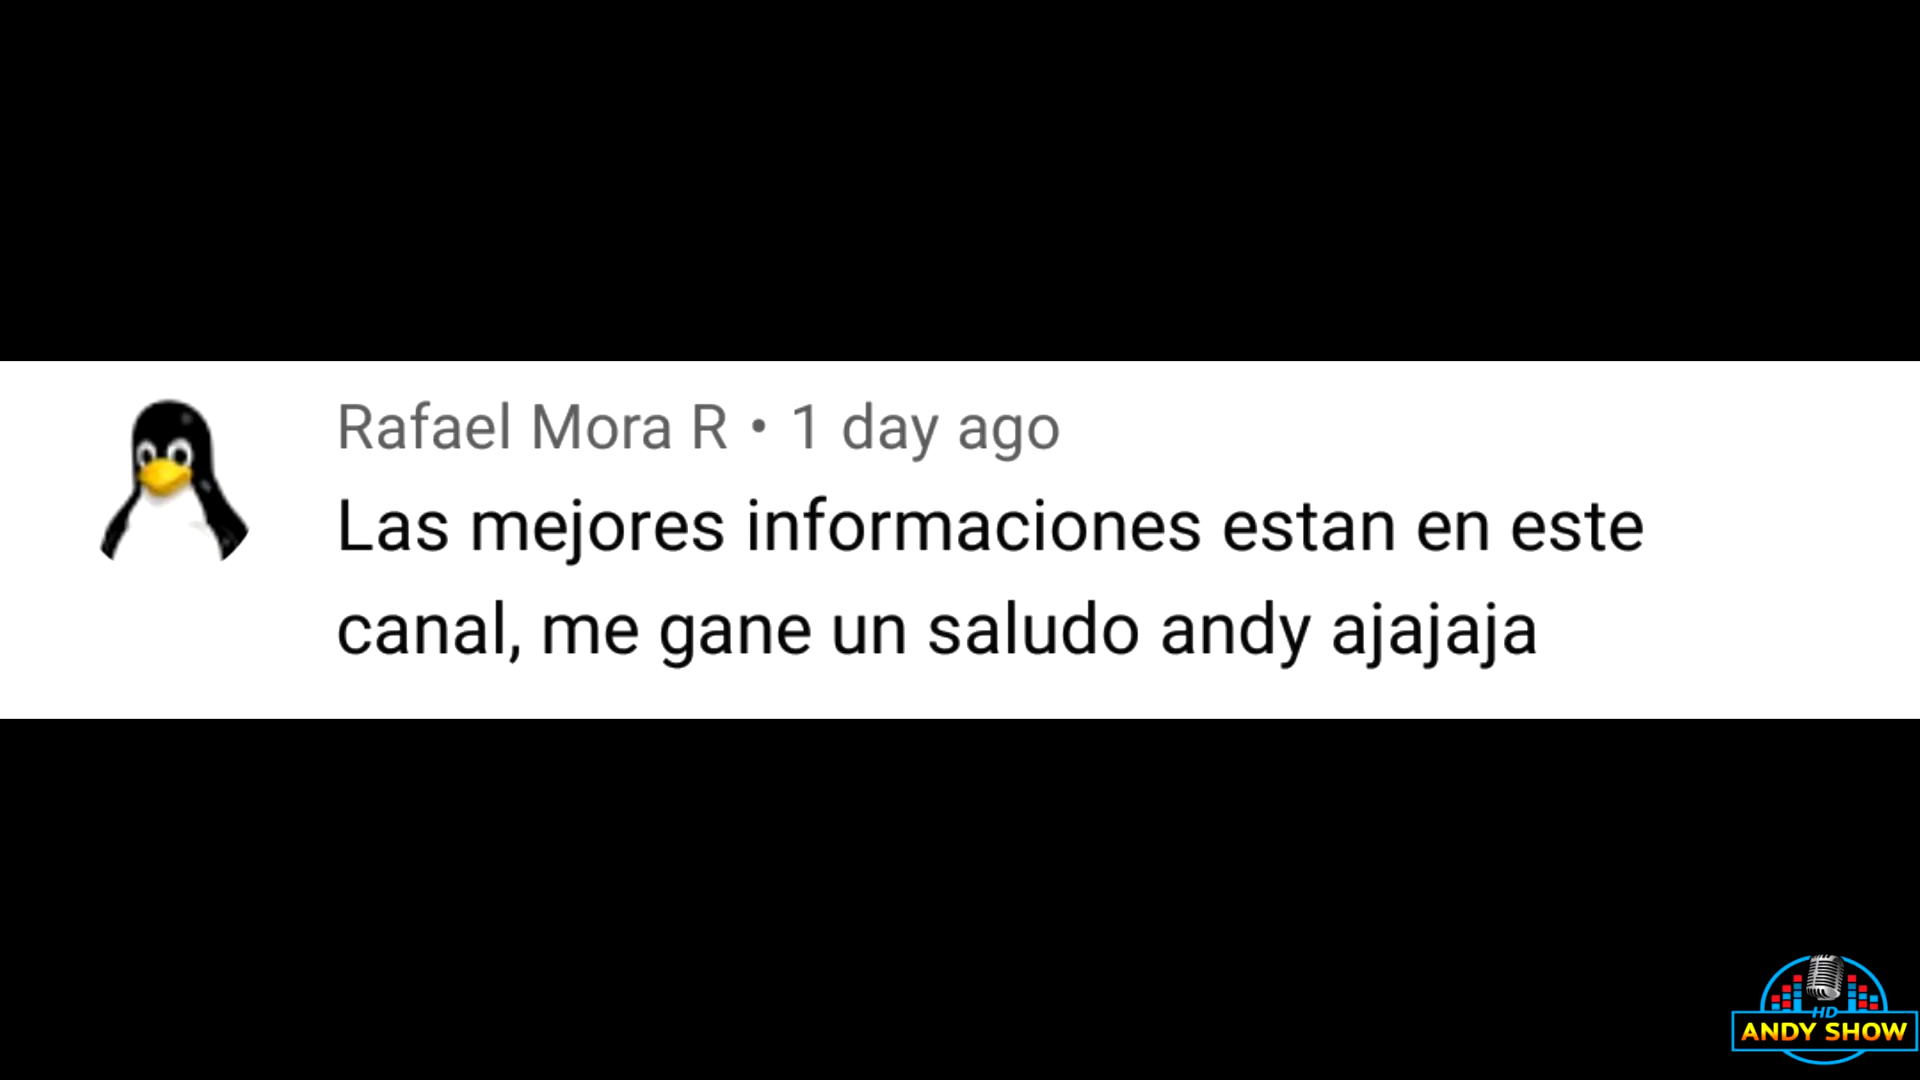 Rafael Mora R • 1 day ago
Las mejores informaciones estan en este
canal, me gane un saludo andy ajajaja
HD
ANDY SHOW